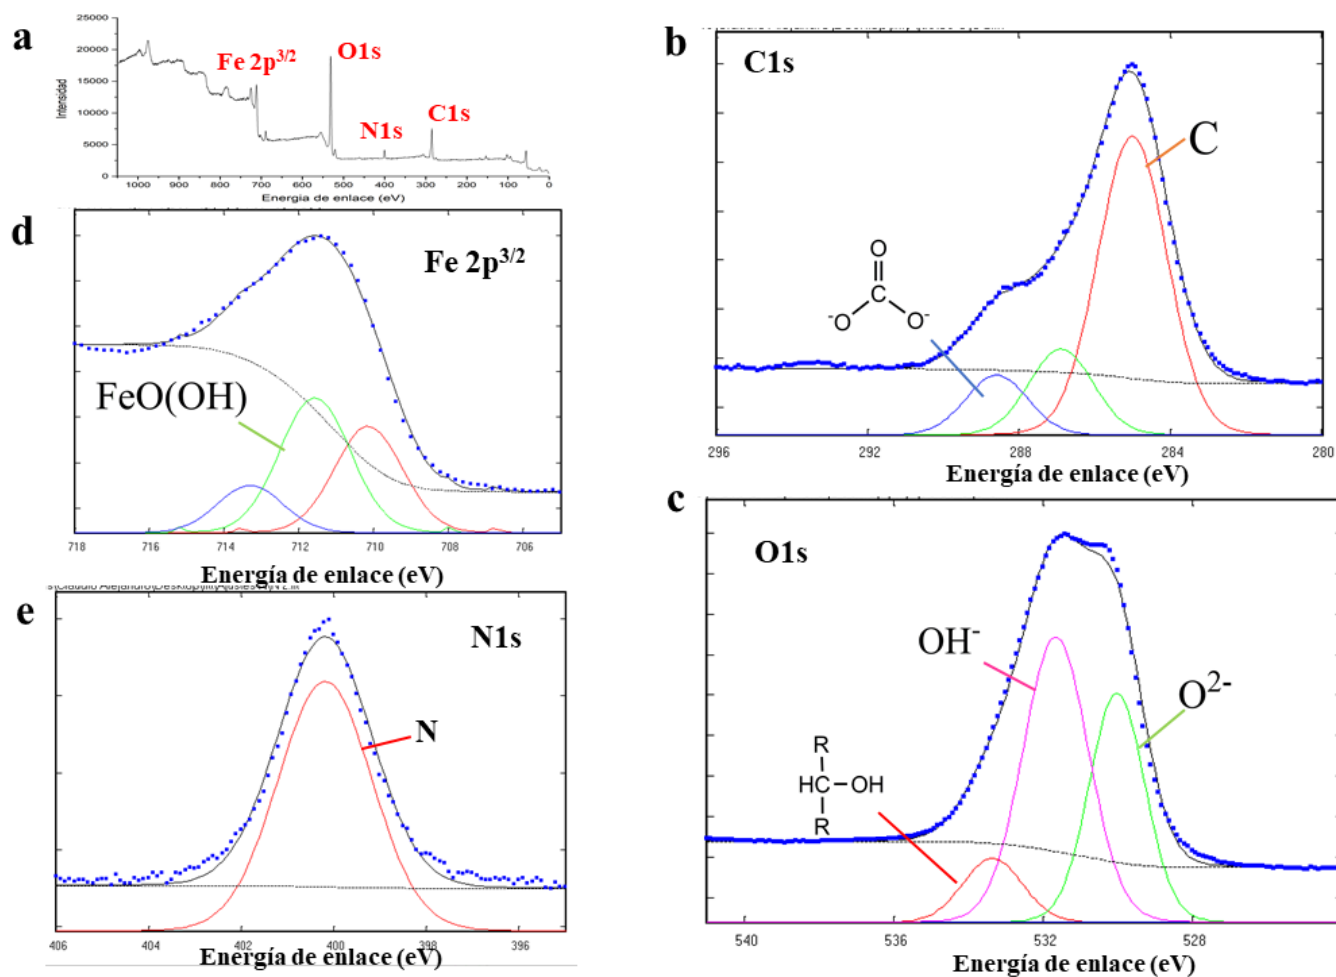 a
25000
20000
15000
10000
5000
0
Intensidad
Fe 2p3/2
O1s
N1s
C1s
1000 900 800 700 600 500 400 300 200 100 0
Energia de enlace (eV)
b
C1s
C
O
C
-O O-
296 292 288 284 280
Energía de enlace (eV)
d
Fe 2p3/2
FeO(OH)
718 716 714 712 710 708 706
Energía de enlace (eV)
c
O1s
OH-
O2-
R
HC OH
R
540 536 532 528
Energía de enlace (eV)
e
N1s
N
406 404 402 400 398 396
Energía de enlace (eV)